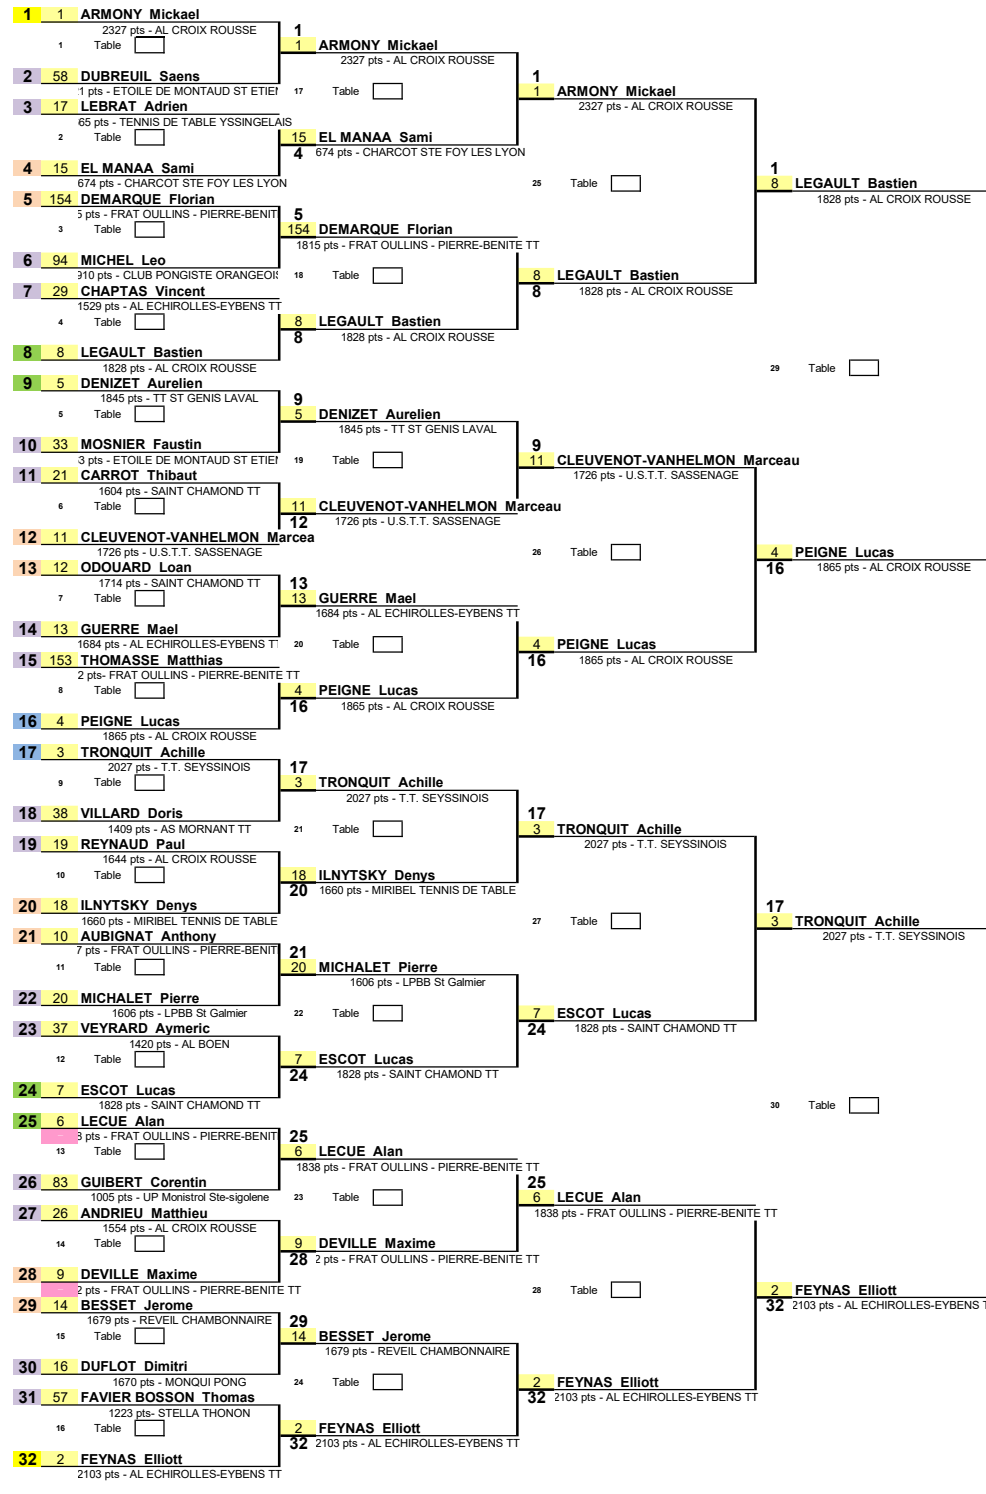 1 1 ARMONY Mickael
2327 pts - AL CROIX ROUSSE
1 Table
2 58 DUBREUIL Saens
1 pts - ETOILE DE MONTAUD ST ETIEN
3 17 LEBRAT Adrien
65 pts - TENNIS DE TABLE YSSINGELAIS
2 Table
4 15 EL MANAA Sami
674 pts - CHARCOT STE FOY LES LYON
5 154 DEMARQUE Florian
5 pts - FRAT OULLINS - PIERRE-BENIT
3 Table
6 94 MICHEL Leo
910 pts - CLUB PONGISTE ORANGEOIS
7 29 CHAPTAS Vincent
1529 pts - AL ECHIROLLES-EYBENS TT
4 Table
8 8 LEGAULT Bastien
1828 pts - AL CROIX ROUSSE
9 5 DENIZET Aurelien
1845 pts - TT ST GENIS LAVAL
5 Table
10 33 MOSNIER Faustin
3 pts - ETOILE DE MONTAUD ST ETIEN
11 21 CARROT Thibaut
1604 pts - SAINT CHAMOND TT
6 Table
12 11 CLEUVENOT-VANHELMON Marcea
1726 pts - U.S.T.T. SASSENAGE
13 12 ODOUARD Loan
1714 pts - SAINT CHAMOND TT
7 Table
14 13 GUERRE Mael
1684 pts - AL ECHIROLLES-EYBENS TT
15 153 THOMASSE Matthias
2 pts- FRAT OULLINS - PIERRE-BENITE TT
8 Table
16 4 PEIGNE Lucas
1865 pts - AL CROIX ROUSSE
17 3 TRONQUIT Achille
2027 pts - T.T. SEYSSINOIS
9 Table
18 38 VILLARD Doris
1409 pts - AS MORNANT TT
19 19 REYNAUD Paul
1644 pts - AL CROIX ROUSSE
10 Table
20 18 ILNYTSKY Denys
1660 pts - MIRIBEL TENNIS DE TABLE
21 10 AUBIGNAT Anthony
7 pts - FRAT OULLINS - PIERRE-BENIT
11 Table
22 20 MICHALET Pierre
1606 pts - LPBB St Galmier
23 37 VEYRARD Aymeric
1420 pts - AL BOEN
12 Table
24 7 ESCOT Lucas
1828 pts - SAINT CHAMOND TT
25 6 LECUE Alan
8 pts - FRAT OULLINS - PIERRE-BENIT
13 Table
26 83 GUIBERT Corentin
1005 pts - UP Monistrol Ste-sigolene
27 26 ANDRIEU Matthieu
1554 pts - AL CROIX ROUSSE
14 Table
28 9 DEVILLE Maxime
2 pts - FRAT OULLINS - PIERRE-BENITE TT
29 14 BESSET Jerome
1679 pts - REVEIL CHAMBONNAIRE
15 Table
30 16 DUFLOT Dimitri
1670 pts - MONQUI PONG
31 57 FAVIER BOSSON Thomas
1223 pts- STELLA THONON
16 Table
32 2 FEYNAS Elliott
2103 pts - AL ECHIROLLES-EYBENS TT
1
1 ARMONY Mickael
2327 pts - AL CROIX ROUSSE
17 Table
15 EL MANAA Sami
4 674 pts - CHARCOT STE FOY LES LYON
5
154 DEMARQUE Florian
1815 pts - FRAT OULLINS - PIERRE-BENITE TT
18 Table
8 LEGAULT Bastien
8 1828 pts - AL CROIX ROUSSE
9
5 DENIZET Aurelien
1845 pts - TT ST GENIS LAVAL
19 Table
11 CLEUVENOT-VANHELMON Marceau
12 1726 pts - U.S.T.T. SASSENAGE
13
13 GUERRE Mael
1684 pts - AL ECHIROLLES-EYBENS TT
20 Table
4 PEIGNE Lucas
16 1865 pts - AL CROIX ROUSSE
17
3 TRONQUIT Achille
2027 pts - T.T. SEYSSINOIS
21 Table
18 ILNYTSKY Denys
20 1660 pts - MIRIBEL TENNIS DE TABLE
21
20 MICHALET Pierre
1606 pts - LPBB St Galmier
22 Table
7 ESCOT Lucas
24 1828 pts - SAINT CHAMOND TT
25
6 LECUE Alan
1838 pts - FRAT OULLINS - PIERRE-BENITE TT
23 Table
9 DEVILLE Maxime
28 2 pts - FRAT OULLINS - PIERRE-BENITE TT
29
14 BESSET Jerome
1679 pts - REVEIL CHAMBONNAIRE
24 Table
2 FEYNAS Elliott
32 2103 pts - AL ECHIROLLES-EYBENS TT
1
1 ARMONY Mickael
2327 pts - AL CROIX ROUSSE
25 Table
8 LEGAULT Bastien
8 1828 pts - AL CROIX ROUSSE
9
11 CLEUVENOT-VANHELMON Marceau
1726 pts - U.S.T.T. SASSENAGE
26 Table
4 PEIGNE Lucas
16 1865 pts - AL CROIX ROUSSE
17
3 TRONQUIT Achille
2027 pts - T.T. SEYSSINOIS
27 Table
7 ESCOT Lucas
24 1828 pts - SAINT CHAMOND TT
25
6 LECUE Alan
1838 pts - FRAT OULLINS - PIERRE-BENITE TT
28 Table
2 FEYNAS Elliott
32 2103 pts - AL ECHIROLLES-EYBENS TT
1
8 LEGAULT Bastien
1828 pts - AL CROIX ROUSSE
29 Table
4 PEIGNE Lucas
16 1865 pts - AL CROIX ROUSSE
17
3 TRONQUIT Achille
2027 pts - T.T. SEYSSINOIS
30 Table
2 FEYNAS Elliott
32 2103 pts - AL ECHIROLLES-EYBENS T